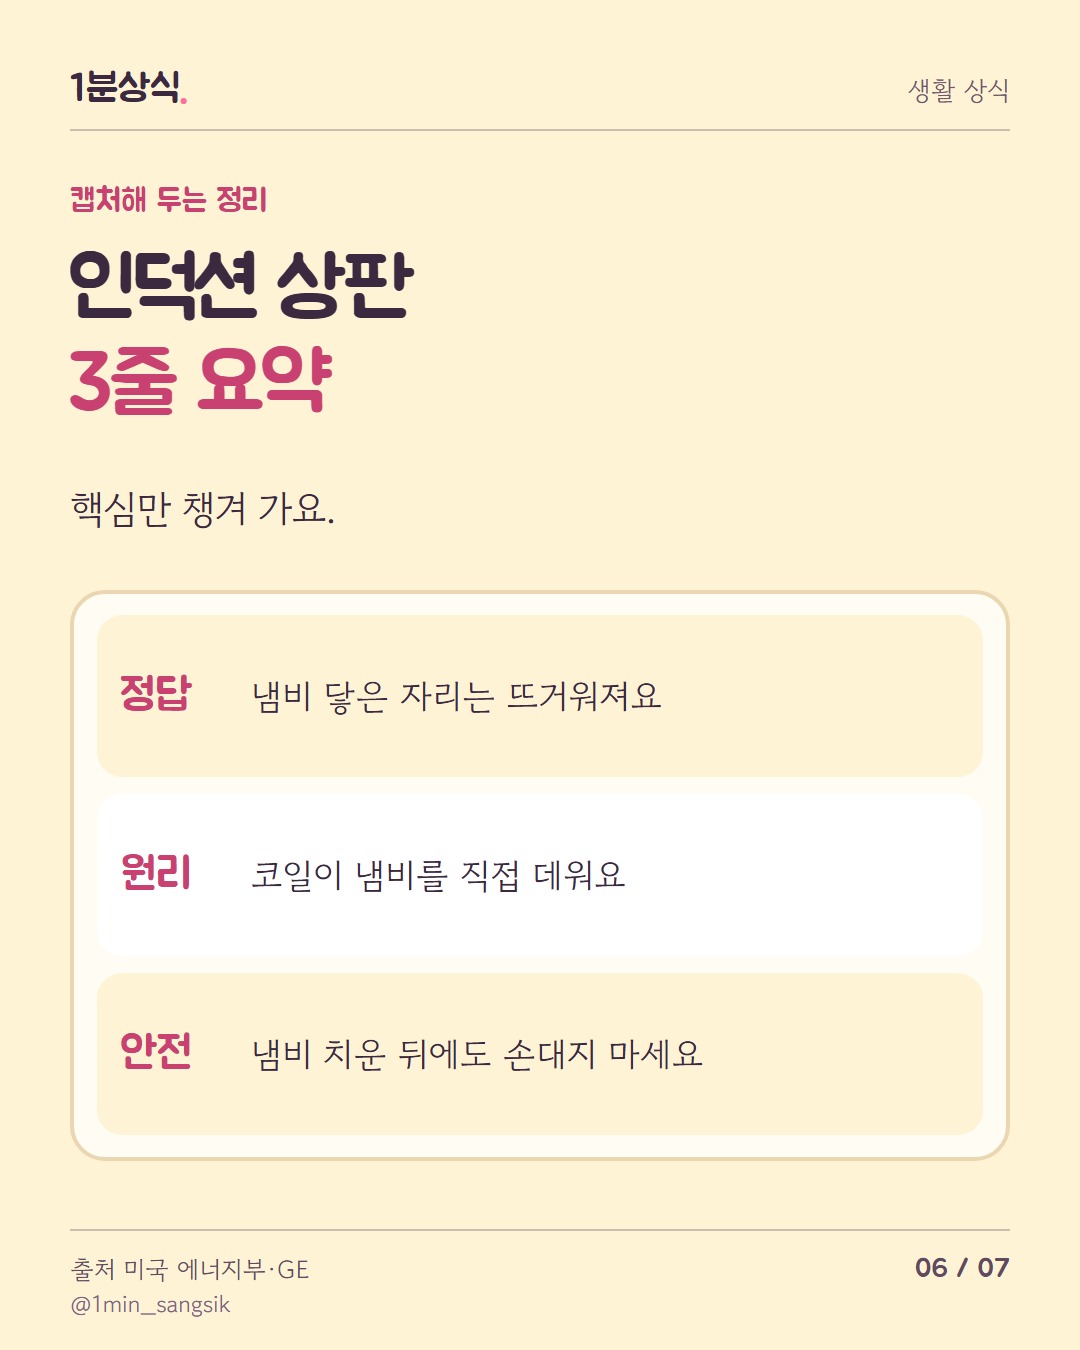 1분상식.
생활 상식
캡처해 두는 정리
인덕션 상판
3줄 요약
핵심만 챙겨 가요.
정답 냄비 닿은 자리는 뜨거워져요
원리 코일이 냄비를 직접 데워요
안전 냄비 치운 뒤에도 손대지 마세요
출처 미국 에너지부·GE
06 / 07
@1min_sangsik